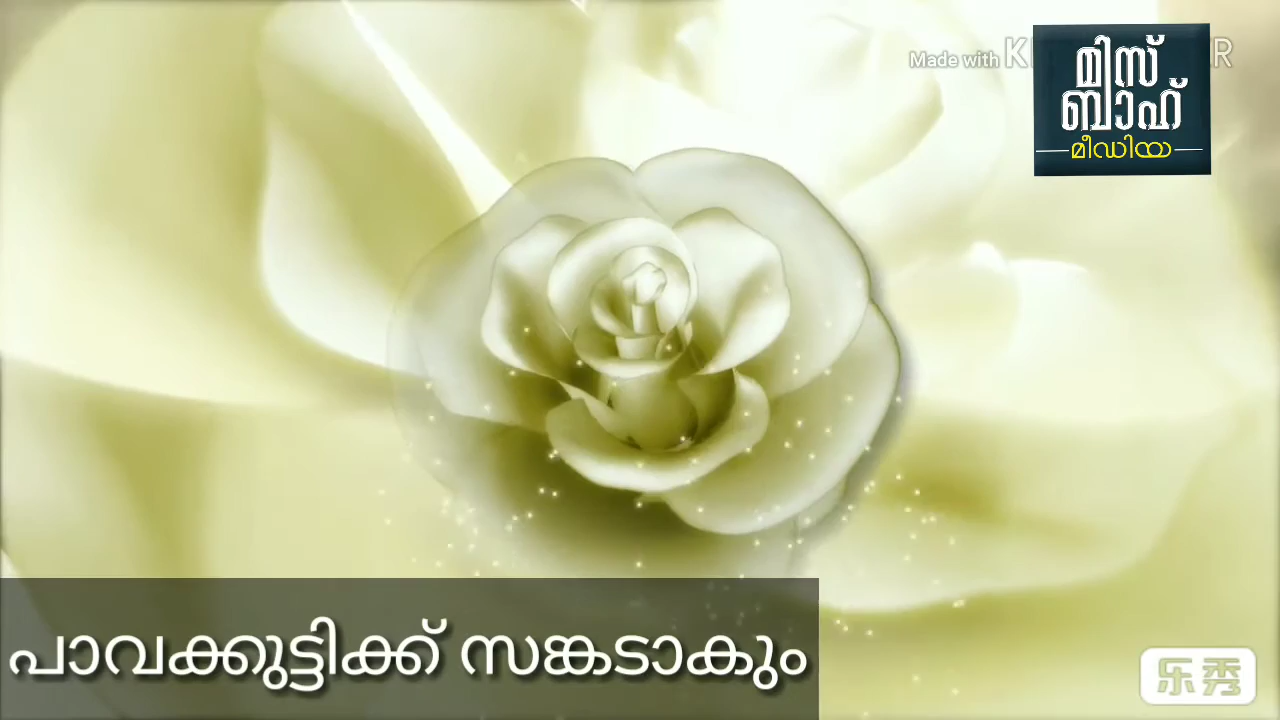 Made with K R
മിസ്
ബാഹ്
മീഡിയ
പാവക്കുട്ടിക്ക് സങ്കടാകും
乐秀